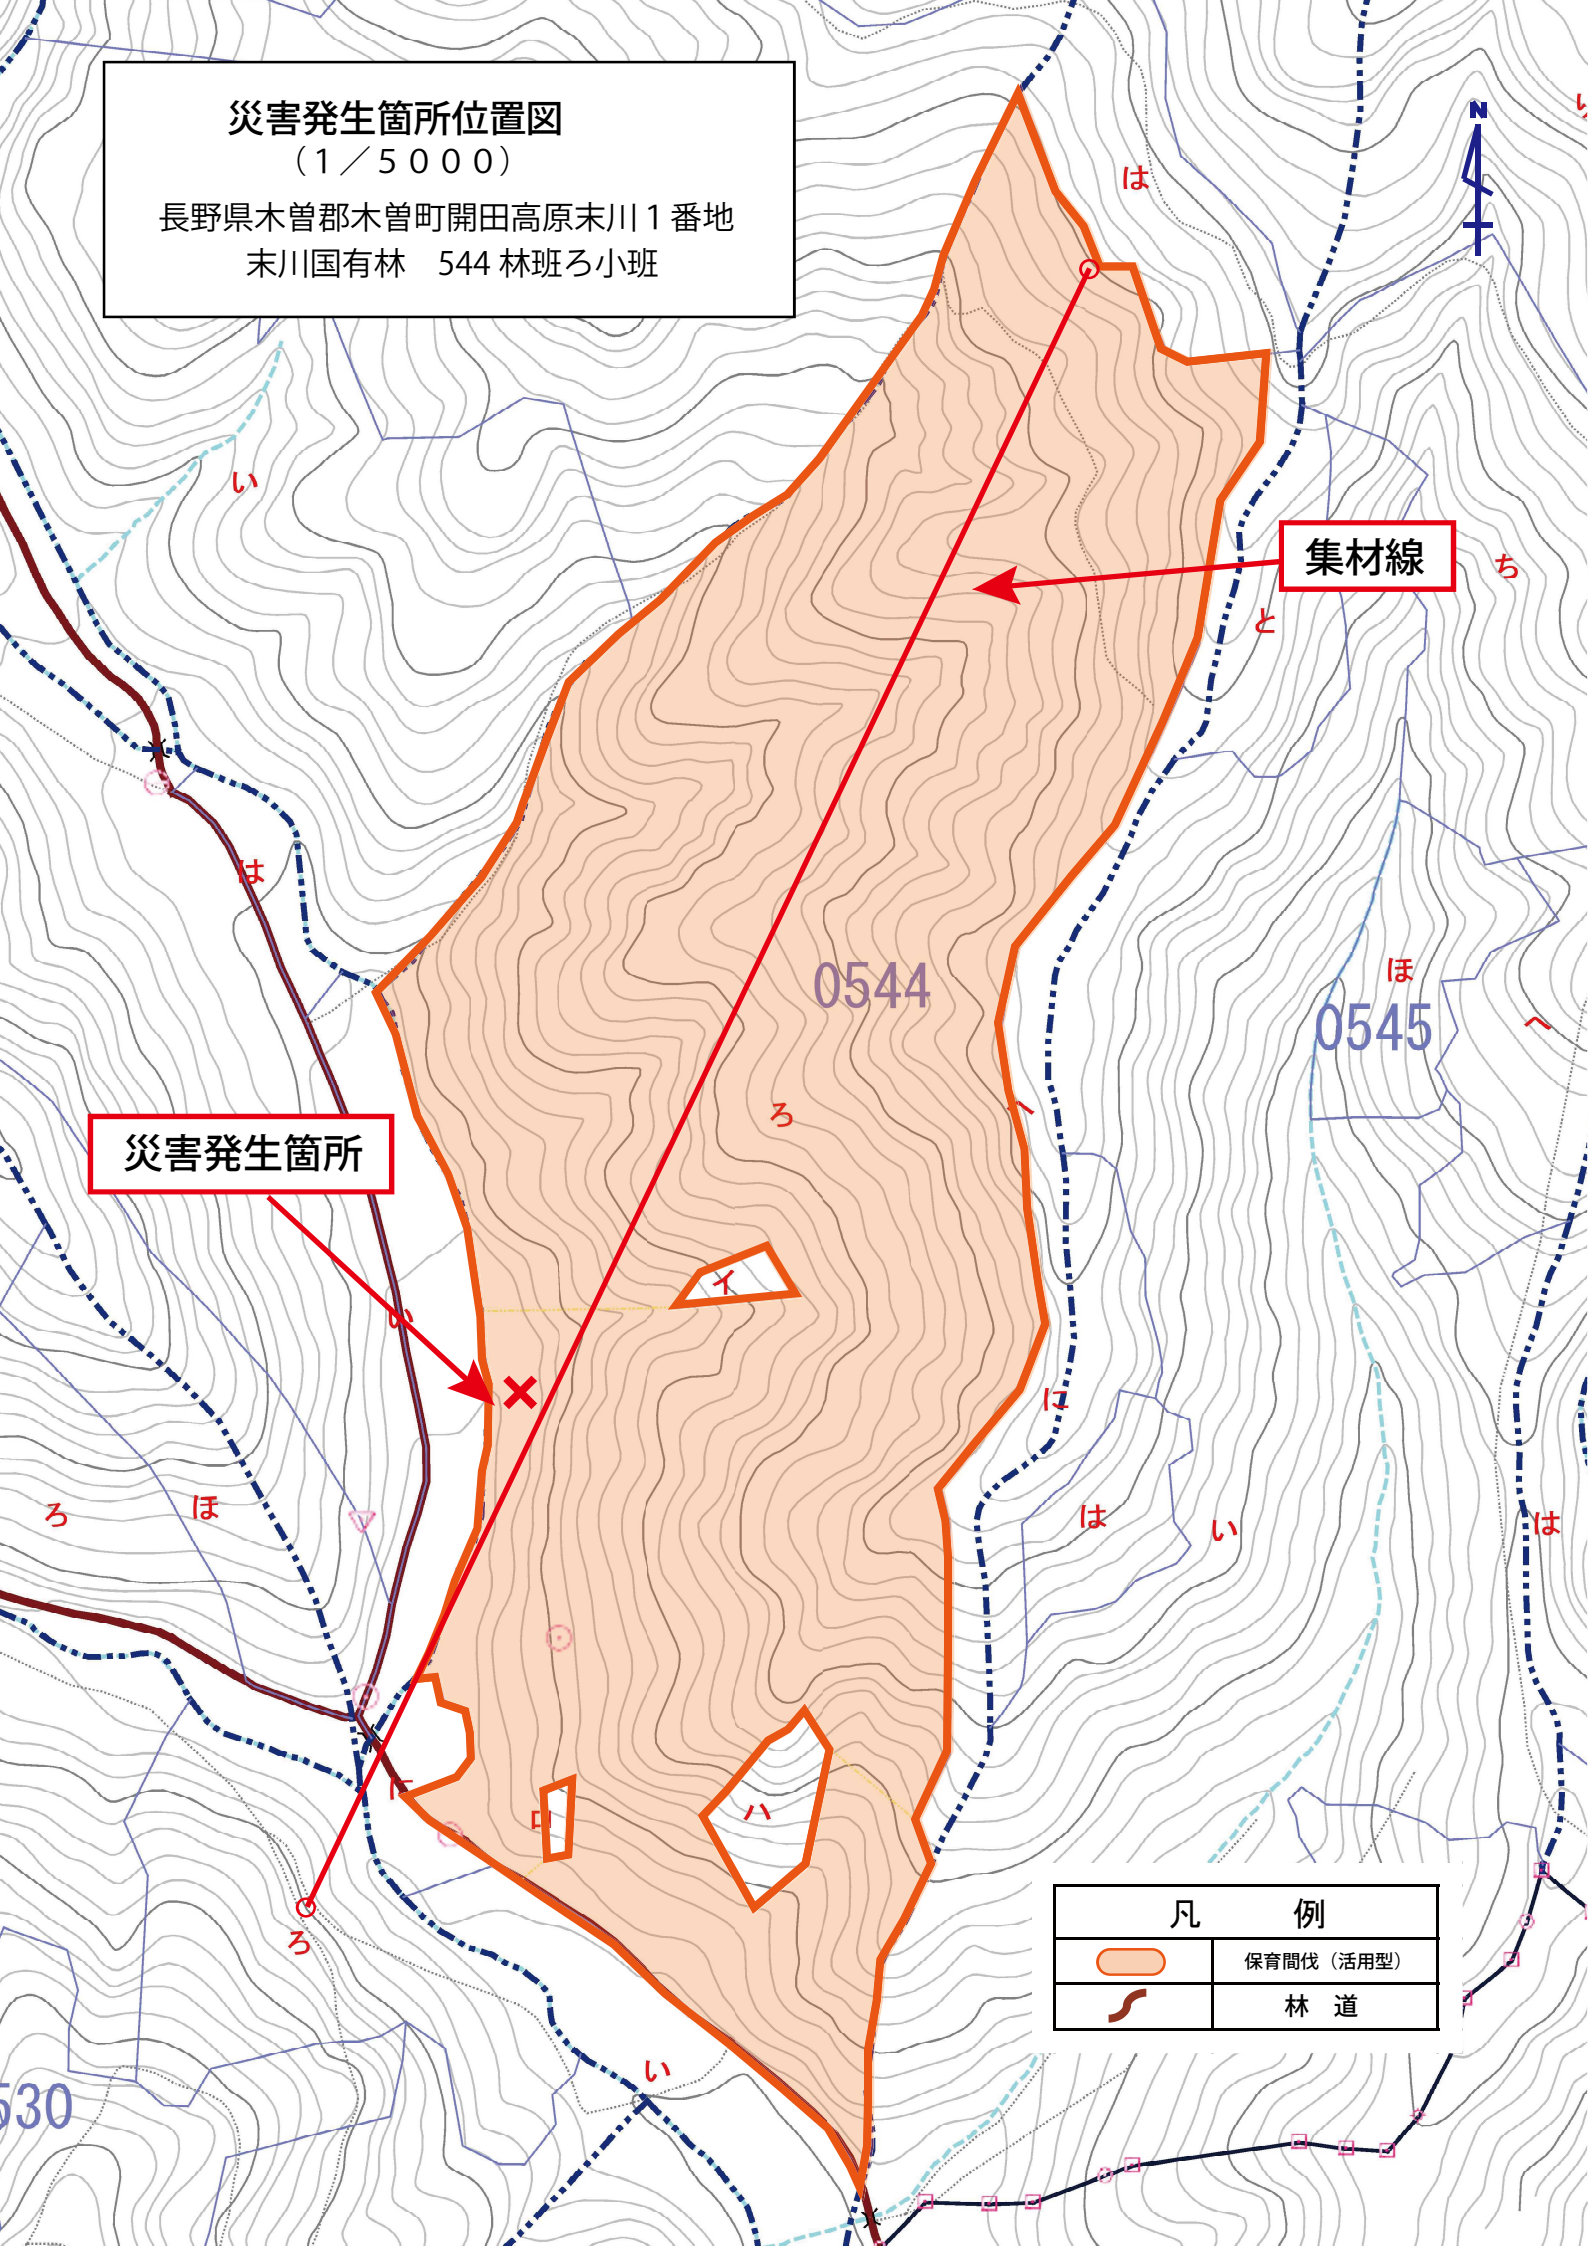 災害発生箇所位置図
（１／５０００）
長野県木曽郡木曽町開田高原末川１番地
末川国有林　544 林班ろ小班
N
は
い
集材線
ち
と
は
0544
ほ
0545
へ
へ
ろ
災害発生箇所
イ
い
に
ろ
ほ
は
い
は
に
ロ
ハ
ろ
い
530
凡　例
保育間伐（活用型）
林　道